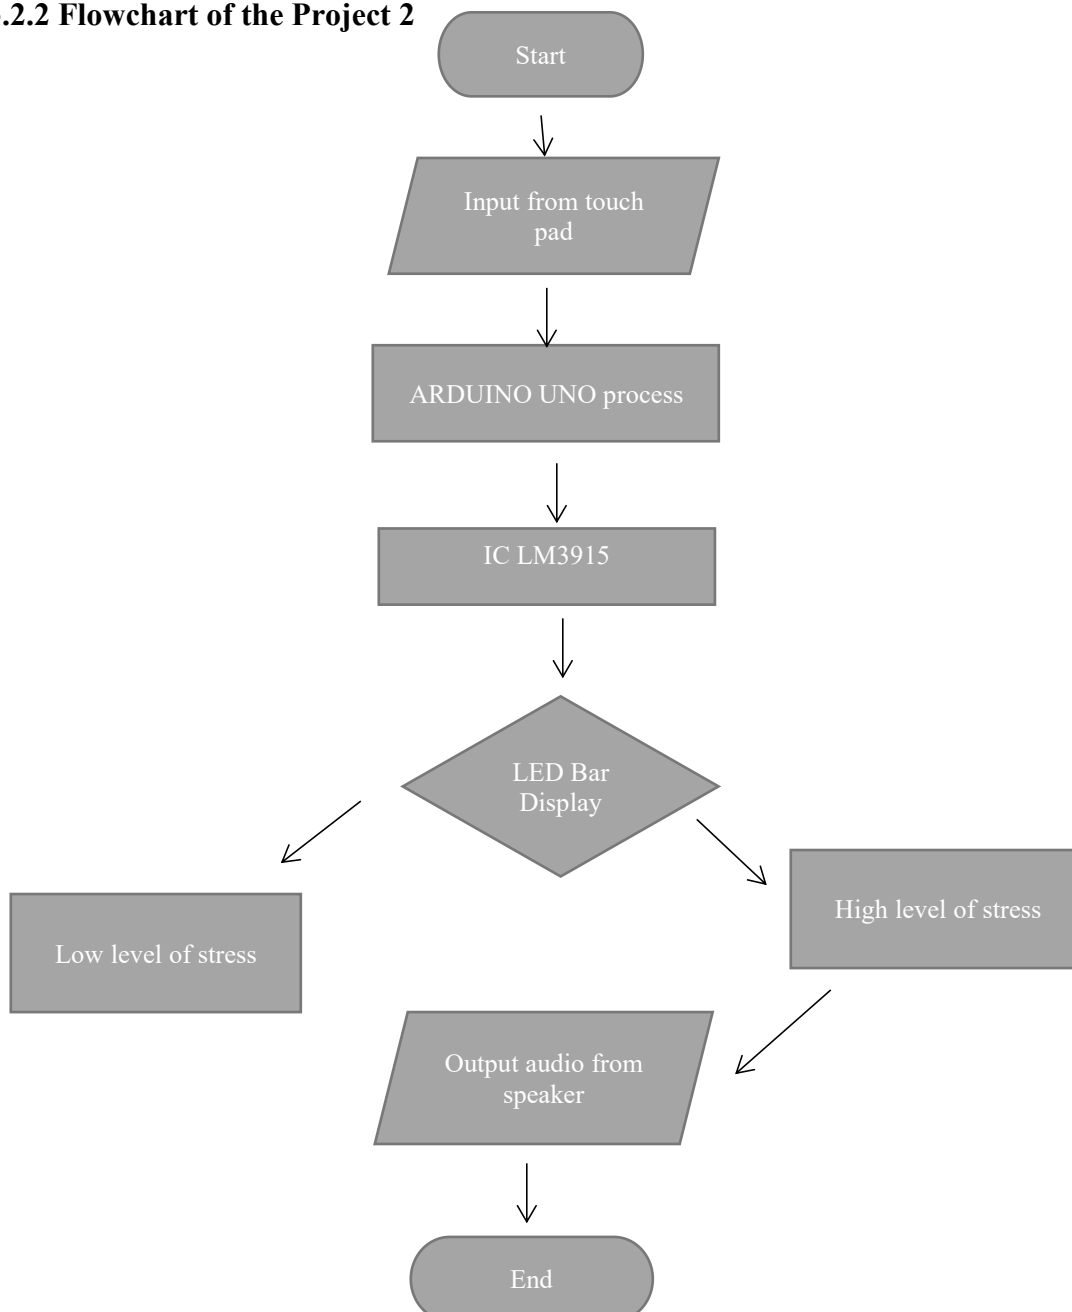 .2.2 Flowchart of the Project 2
Start
Input from touch
pad
ARDUINO UNO process
IC LM3915
LED Bar
Display
High level of stress
Low level of stress
Output audio from
speaker
End